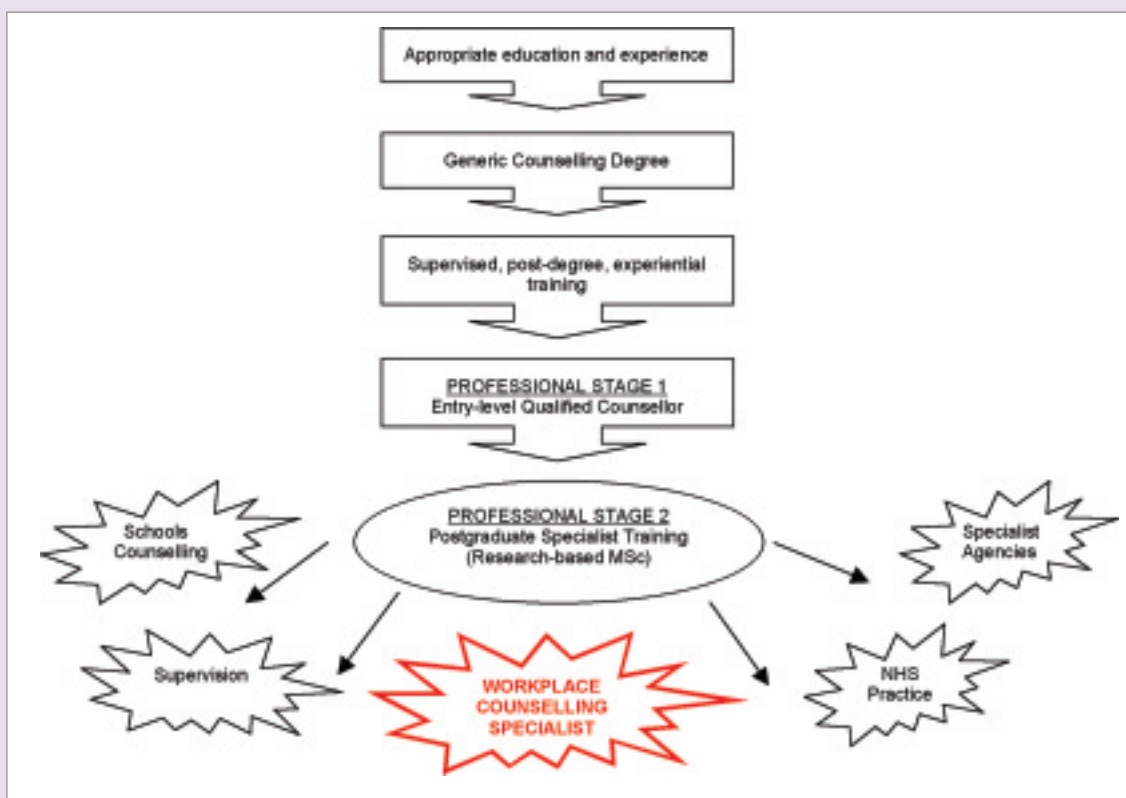 Appropriate education and experience
Generic Counselling Degree
Supervised, post-degree, experiential
training
PROFESSIONAL STAGE 1
Entry-level Qualified Counsellor
PROFESSIONAL STAGE 2
Postgraduate Specialist Training
(Research-based MSc)
Schools
Counselling
Specialist
Agencies
Supervision
WORKPLACE
COUNSELLING
SPECIALIST
NHS
Practice